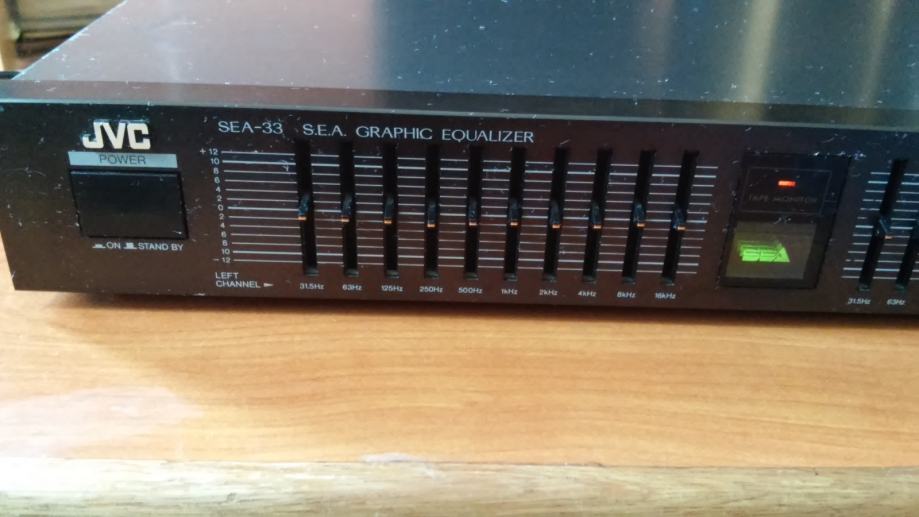 JVC
POWER
ON STAND BY
SEA-33 S.E.A. GRAPHIC EQUALIZER
+12
10
8
6
4
2
0
2
4
6
8
10
-12
LEFT
CHANNEL
31.5Hz 63Hz 125Hz 250Hz 500Hz 1kHz 2kHz 4kHz 8kHz 16kHz
TAPE MONITOR
SEA
31.5Hz 63Hz